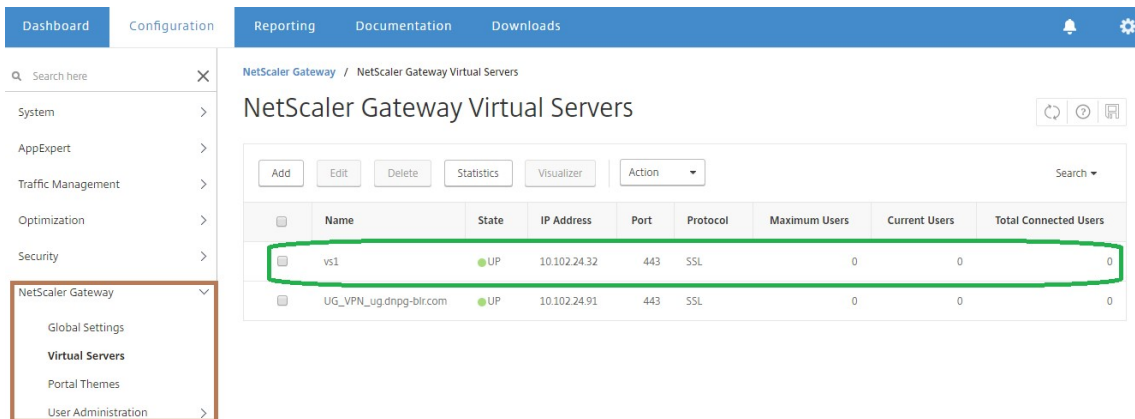 Dashboard Configuration Reporting Documentation Downloads
Search here
System
AppExpert
Traffic Management
Optimization
Security
NetScaler Gateway
Global Settings
Virtual Servers
Portal Themes
User Administration
NetScaler Gateway / NetScaler Gateway Virtual Servers
NetScaler Gateway Virtual Servers
Add Edit Delete Statistics Visualizer Action Search
Name State IP Address Port Protocol Maximum Users Current Users Total Connected Users
vs1 UP 10.102.24.32 443 SSL 0 0 0
UG_VPN_ug.dnpg-blr.com UP 10.102.24.91 443 SSL 0 0 0